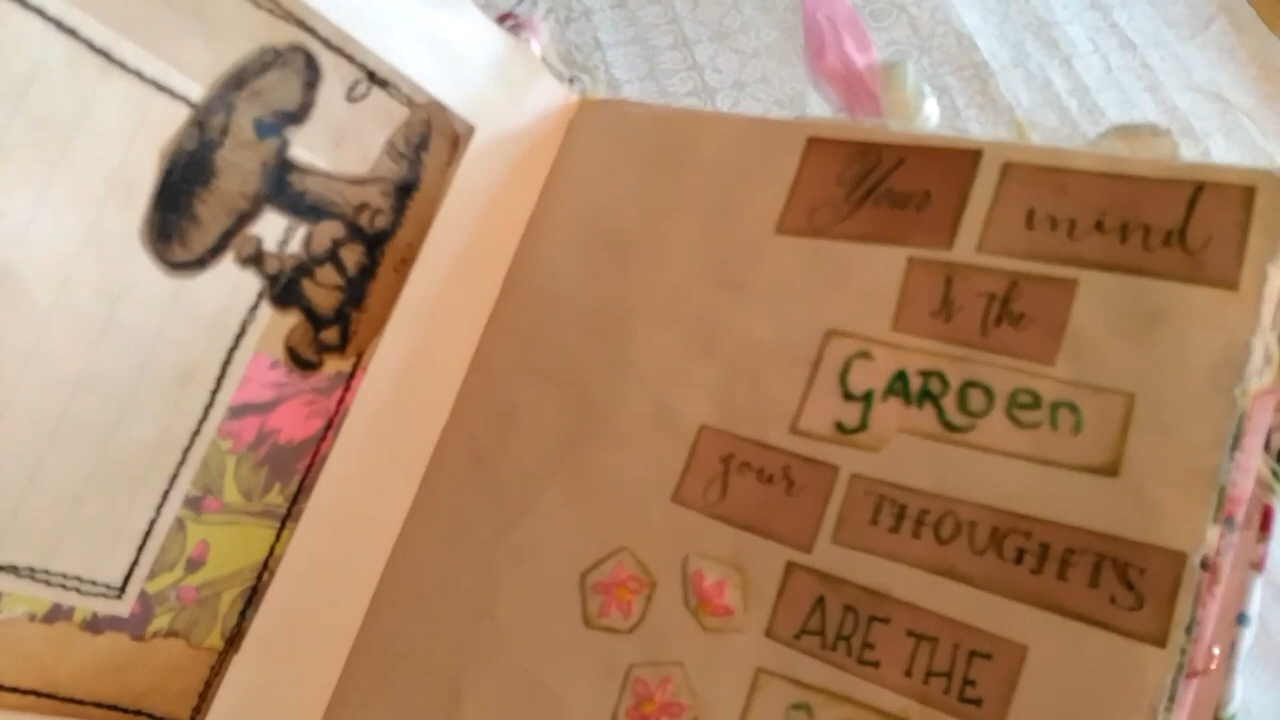 Your mind
Is the
GARDen
your THOUGHTS
ARE THE